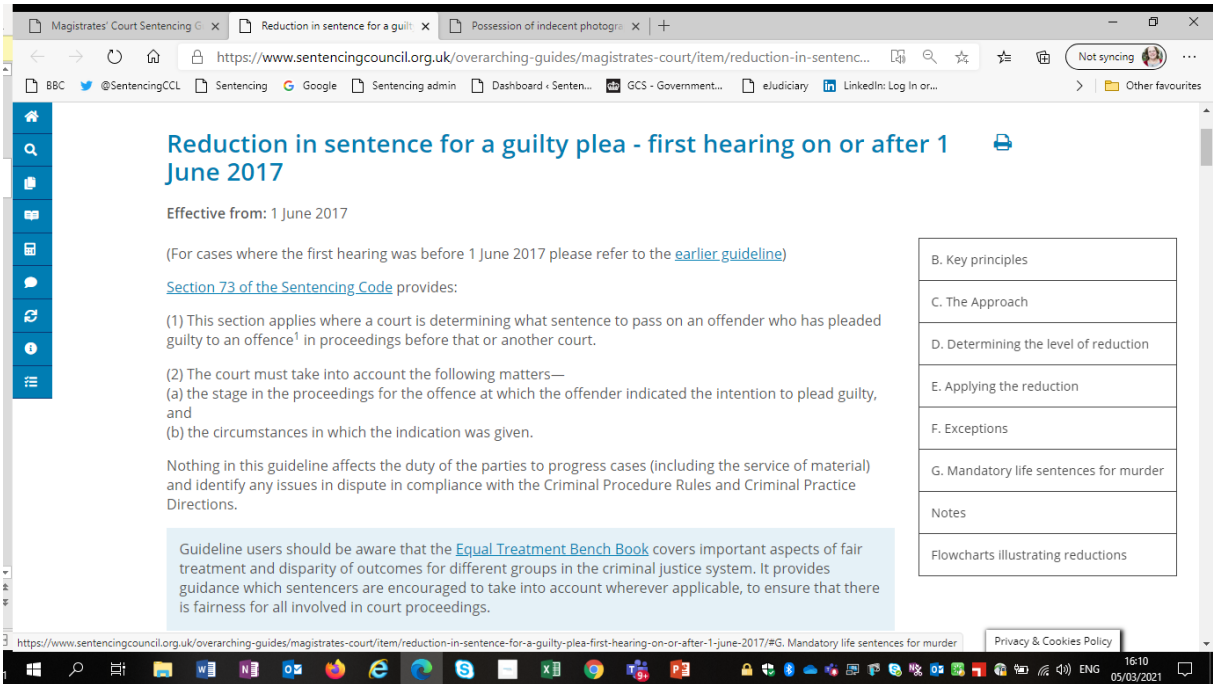 Magistrates' Court Sentencing G
Reduction in sentence for a guilt
Possession of indecent photogra
https://www.sentencingcouncil.org.uk/overarching-guides/magistrates-court/item/reduction-in-sentenc...
Not syncing
BBC
@SentencingCCL
Sentencing
Google
Sentencing admin
Dashboard ‹ Senten...
GCS - Government...
eJudiciary
LinkedIn: Log In or...
Other favourites
Reduction in sentence for a guilty plea - first hearing on or after 1
June 2017
Effective from: 1 June 2017
(For cases where the first hearing was before 1 June 2017 please refer to the earlier guideline)
Section 73 of the Sentencing Code provides:
(1) This section applies where a court is determining what sentence to pass on an offender who has pleaded
guilty to an offence1 in proceedings before that or another court.
(2) The court must take into account the following matters—
(a) the stage in the proceedings for the offence at which the offender indicated the intention to plead guilty,
and
(b) the circumstances in which the indication was given.
Nothing in this guideline affects the duty of the parties to progress cases (including the service of material)
and identify any issues in dispute in compliance with the Criminal Procedure Rules and Criminal Practice
Directions.
Guideline users should be aware that the Equal Treatment Bench Book covers important aspects of fair
treatment and disparity of outcomes for different groups in the criminal justice system. It provides
guidance which sentencers are encouraged to take into account wherever applicable, to ensure that there
is fairness for all involved in court proceedings.
B. Key principles
C. The Approach
D. Determining the level of reduction
E. Applying the reduction
F. Exceptions
G. Mandatory life sentences for murder
Notes
Flowcharts illustrating reductions
https://www.sentencingcouncil.org.uk/overarching-guides/magistrates-court/item/reduction-in-sentence-for-a-guilty-plea-first-hearing-on-or-after-1-june-2017/#G. Mandatory life sentences for murder
Privacy & Cookies Policy
ENG
16:10
05/03/2021